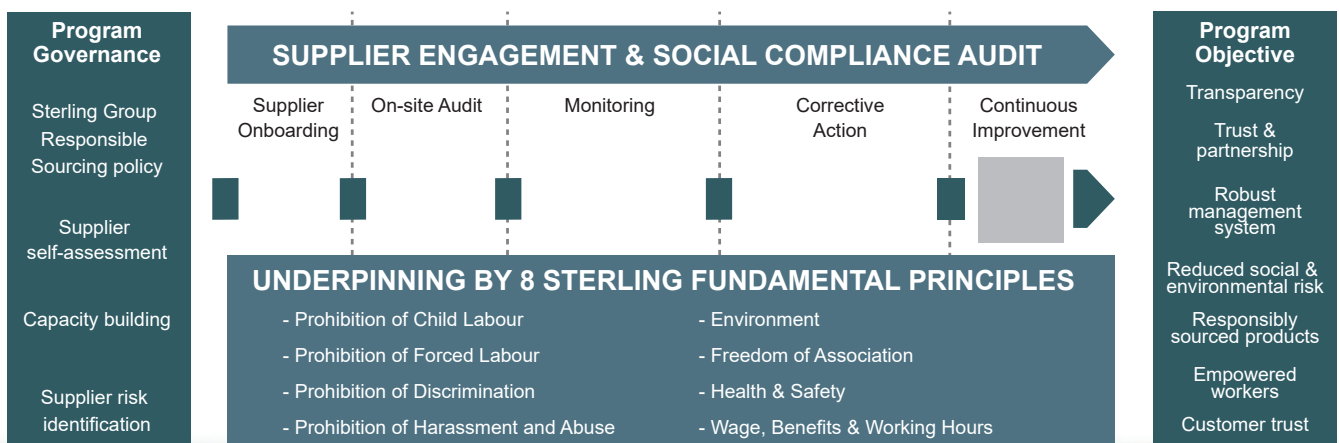 Program
Governance
Sterling Group
Responsible
Sourcing policy
Supplier
self-assessment
Capacity building
Supplier risk
identification
SUPPLIER ENGAGEMENT & SOCIAL COMPLIANCE AUDIT
Supplier
Onboarding
On-site Audit
Monitoring
Corrective
Action
Continuous
Improvement
UNDERPINNING BY 8 STERLING FUNDAMENTAL PRINCIPLES
- Prohibition of Child Labour
- Prohibition of Forced Labour
- Prohibition of Discrimination
- Prohibition of Harassment and Abuse
- Environment
- Freedom of Association
- Health & Safety
- Wage, Benefits & Working Hours
Program
Objective
Transparency
Trust &
partnership
Robust
management
system
Reduced social &
environmental risk
Responsibly
sourced products
Empowered
workers
Customer trust